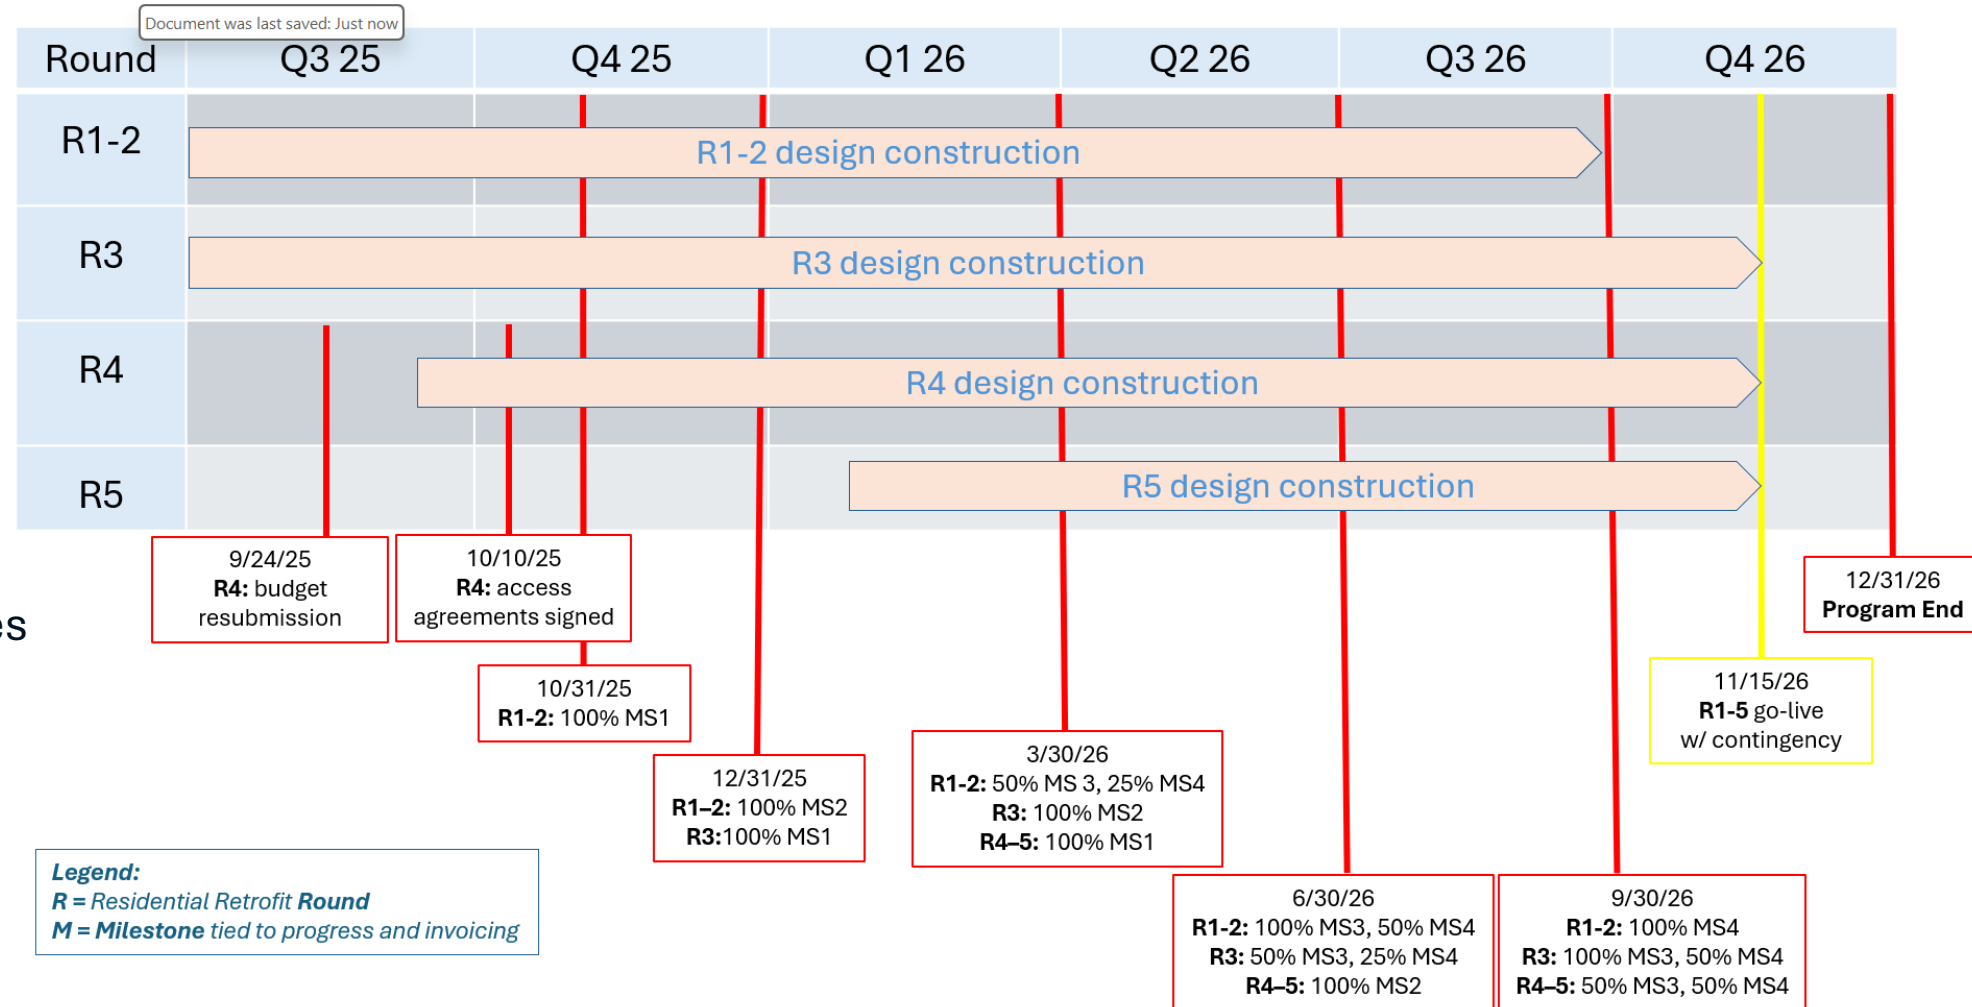 Document was last saved: Just now
Round Q3 25 Q4 25 Q1 26 Q2 26 Q3 26 Q4 26
R1-2
R1-2 design construction
R3
R3 design construction
R4
R4 design construction
R5
R5 design construction
9/24/25
R4: budget
resubmission
10/10/25
R4: access
agreements signed
10/31/25
R1-2: 100% MS1
12/31/25
R1–2: 100% MS2
R3:100% MS1
3/30/26
R1-2: 50% MS 3, 25% MS4
R3: 100% MS2
R4–5: 100% MS1
6/30/26
R1-2: 100% MS3, 50% MS4
R3: 50% MS3, 25% MS4
R4–5: 100% MS2
9/30/26
R1-2: 100% MS4
R3: 100% MS3, 50% MS4
R4–5: 50% MS3, 50% MS4
11/15/26
R1-5 go-live
w/ contingency
12/31/26
Program End
es
Legend:
R = Residential Retrofit Round
M = Milestone tied to progress and invoicing